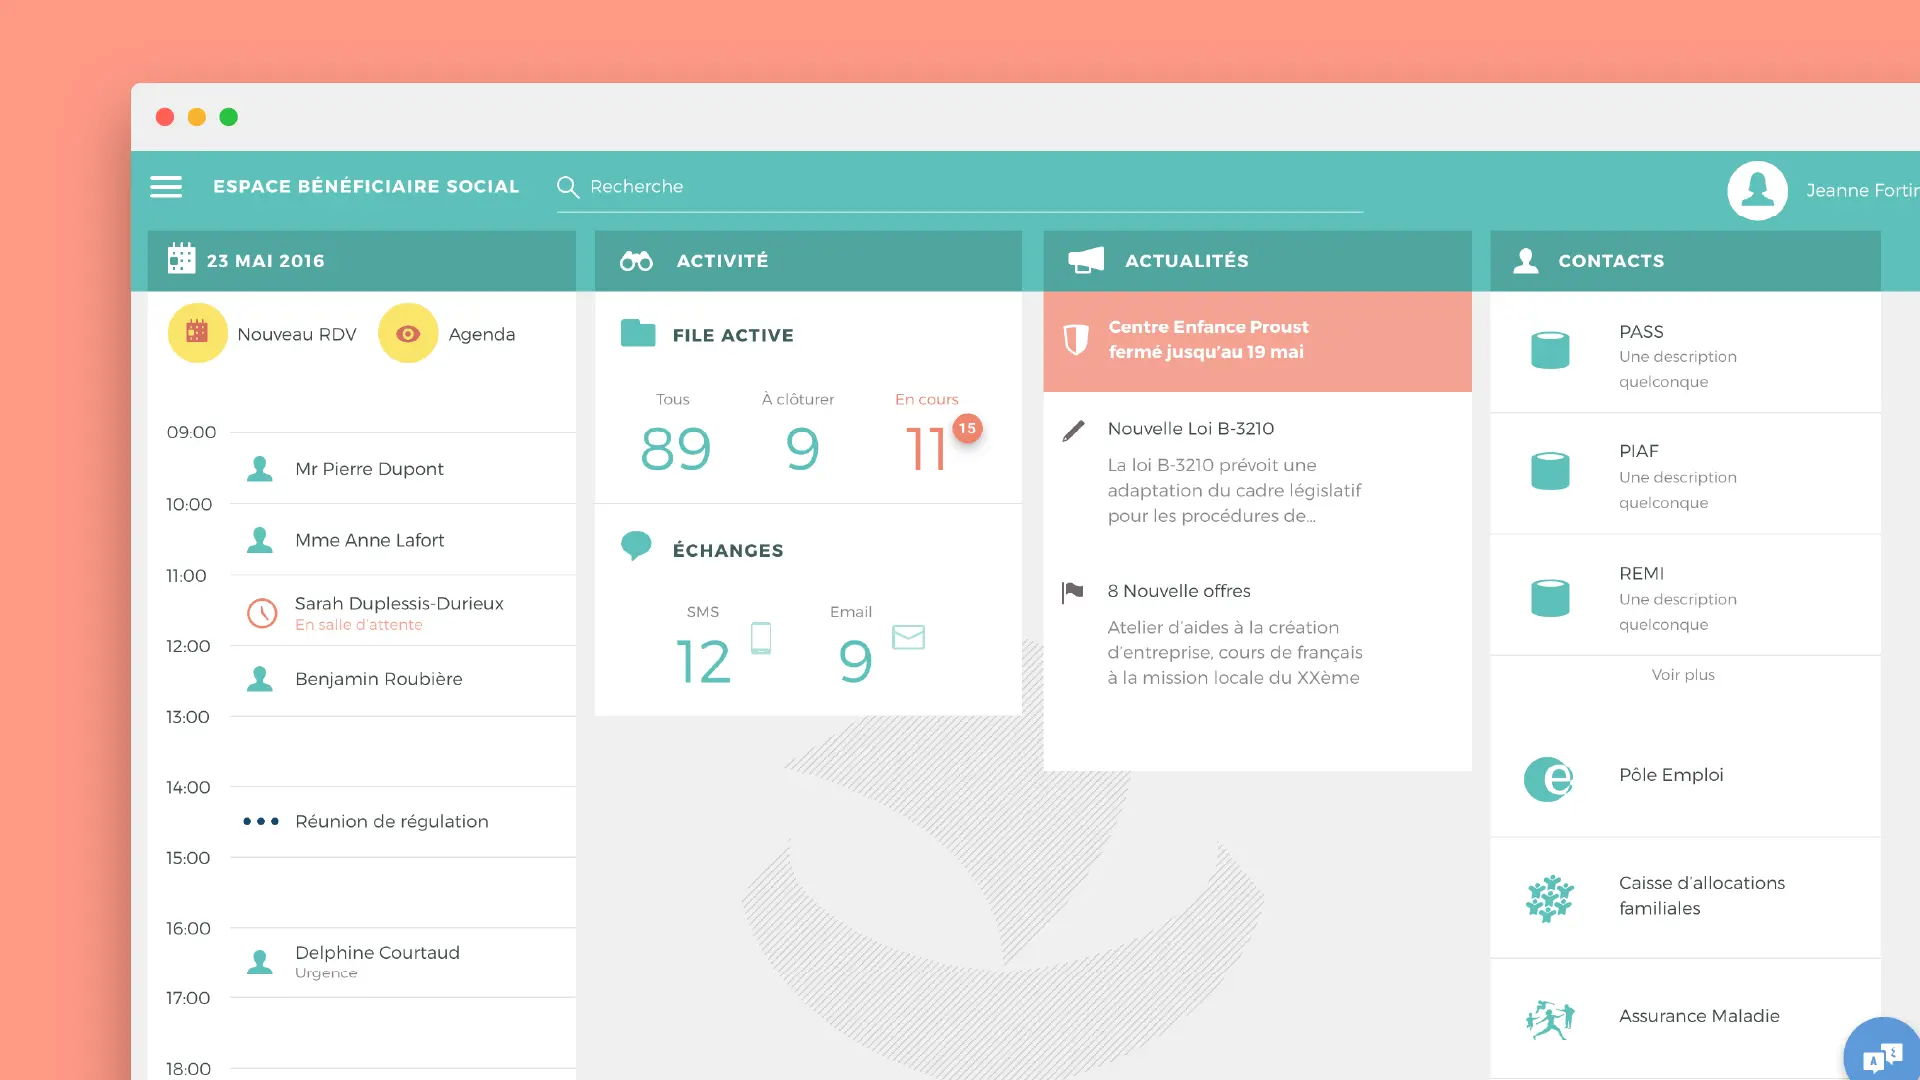 ESPACE BÉNÉFICIAIRE SOCIAL
Recherche
Jeanne Fortin
23 MAI 2016
Nouveau RDV
Agenda
09:00
Mr Pierre Dupont
10:00
Mme Anne Lafort
11:00
Sarah Duplessis-Durieux
En salle d'attente
12:00
Benjamin Roubière
13:00
14:00
Réunion de régulation
15:00
16:00
Delphine Courtaud
Urgence
17:00
18:00
ACTIVITÉ
FILE ACTIVE
Tous
À clôturer
En cours
89
9
11
15
ÉCHANGES
SMS
Email
12
9
ACTUALITÉS
Centre Enfance Proust
fermé jusqu'au 19 mai
Nouvelle Loi B-3210
La loi B-3210 prévoit une
adaptation du cadre législatif
pour les procédures de...
8 Nouvelle offres
Atelier d'aides à la création
d'entreprise, cours de français
à la mission locale du XXème
CONTACTS
PASS
Une description
quelconque
PIAF
Une description
quelconque
REMI
Une description
quelconque
Voir plus
Pôle Emploi
Caisse d'allocations
familiales
Assurance Maladie
A